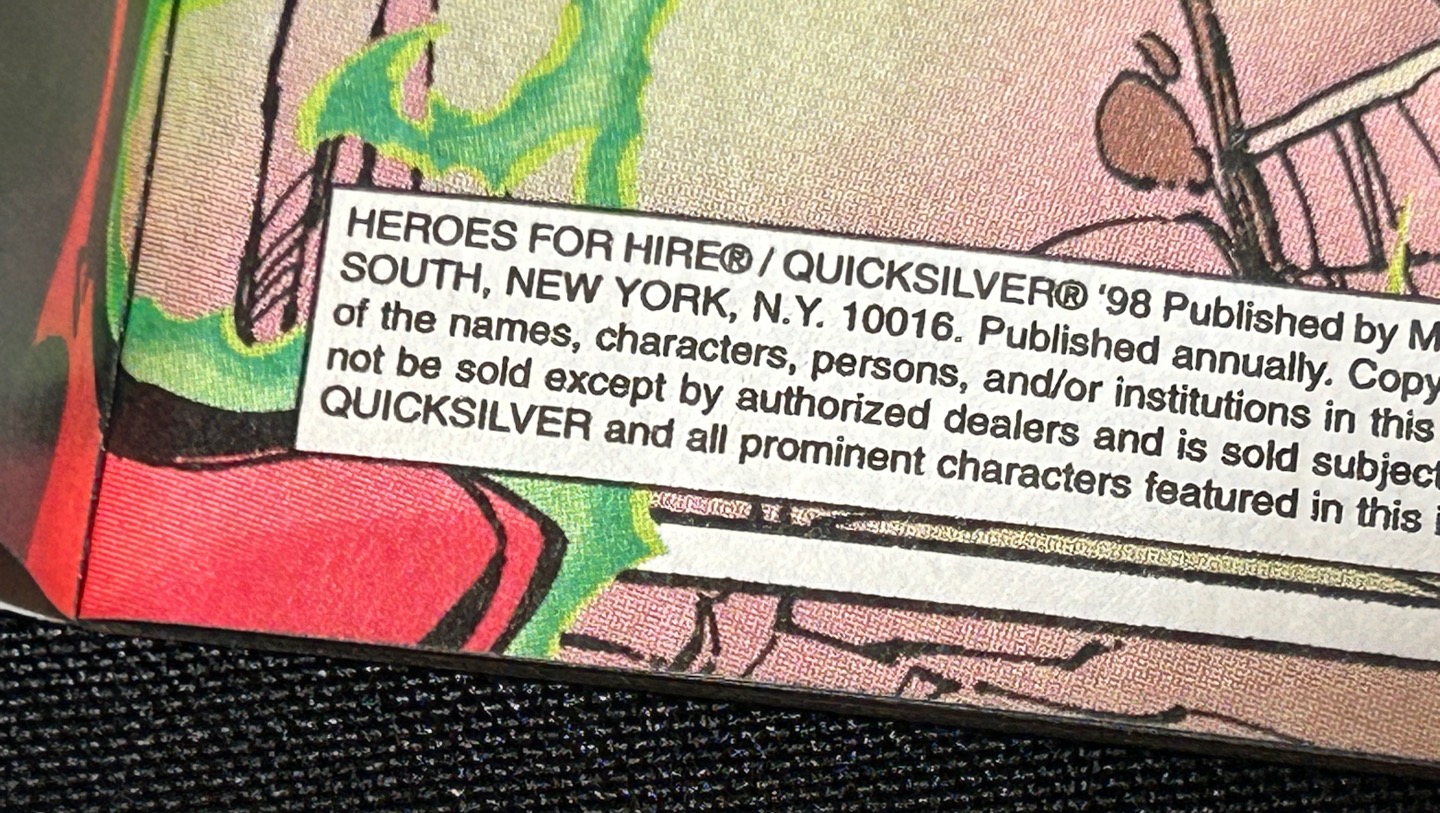 HEROES FOR HIRE® / QUICKSILVER® '98 Published by M
SOUTH, NEW YORK, N.Y. 10016. Published annually. Copy
of the names, characters, persons, and/or institutions in this
not be sold except by authorized dealers and is sold subject
QUICKSILVER and all prominent characters featured in this i